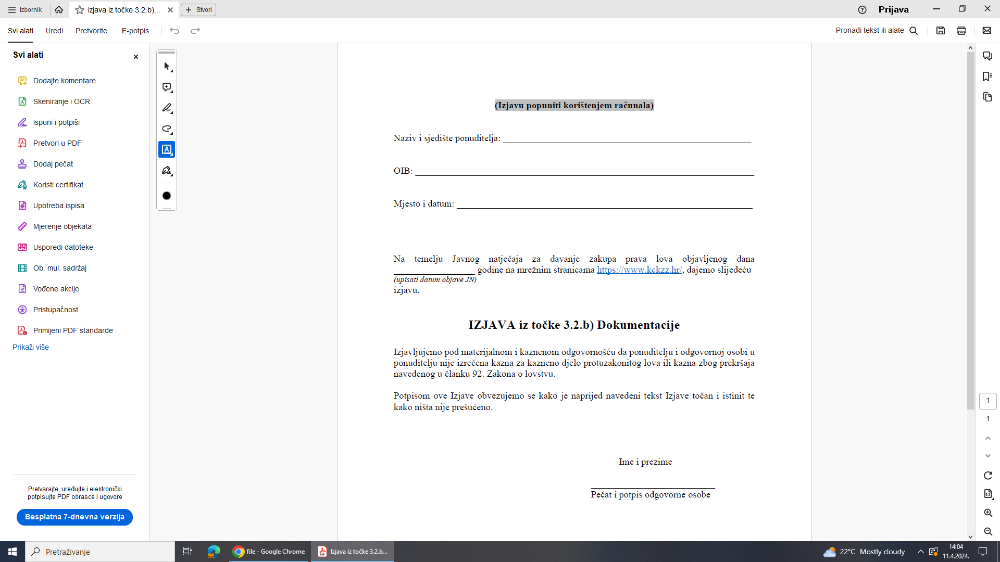 Izbornik
Izjava iz točke 3.2.b)...
Stvori
Prijava
Svi alati
Uredi
Pretvorite
E-potpis
Pronađi tekst ili alate
Svi alati
Dodajte komentare
Skeniranje i OCR
Ispuni i potpiši
Pretvori u PDF
Dodaj pečat
Koristi certifikat
Upotreba ispisa
Mjerenje objekata
Usporedi datoteke
Ob. mul. sadržaj
Vođene akcije
Pristupačnost
Primijeni PDF standarde
Prikaži više
Pretvarajte, uređujte i elektronički
potpisujte PDF obrasce i ugovore
Besplatna 7-dnevna verzija
(Izjavu popuniti korištenjem računala)
Naziv i sjedište ponuditelja: ____________________
OIB: ____________________
Mjesto i datum: ____________________
Na temelju Javnog natječaja za davanje zakupa prava lova objavljenog dana
_________________ godine na mrežnim stranicama https://www.kckzz.hr/, dajemo slijedeću
(upisati datum objave JN)
izjavu.
IZJAVA iz točke 3.2.b) Dokumentacije
Izjavljujemo pod materijalnom i kaznenom odgovornošću da ponuditelju i odgovornoj osobi u
ponuditelju nije izrečena kazna za kazneno djelo protuzakonitog lova ili kazna zbog prekršaja
navedenog u članku 92. Zakona o lovstvu.
Potpisom ove Izjave obvezujemo se kako je naprijed navedeni tekst Izjave točan i istinit te
kako ništa nije prešućeno.
Ime i prezime
__________________________
Pečat i potpis odgovorne osobe
1
1
Pretraživanje
file - Google Chrome
Izjava iz točke 3.2.b...
22°C Mostly cloudy
14:04
11.4.2024.